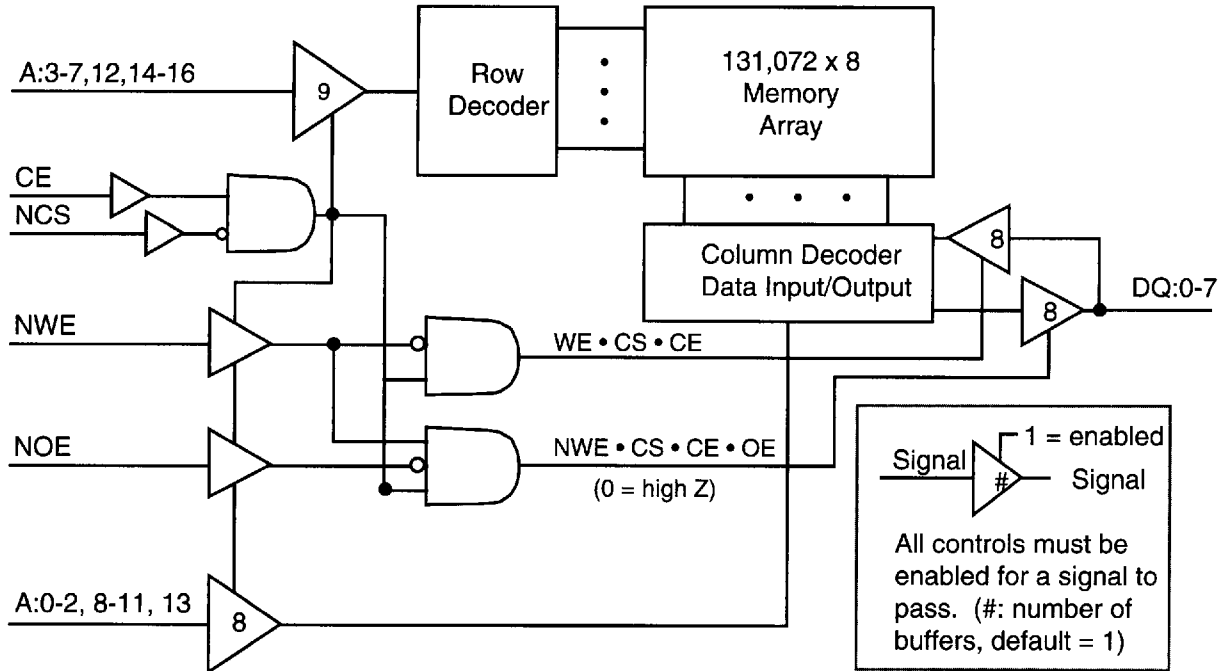 A:3-7,12,14-16
9
Row
Decoder
131,072 x 8
Memory
Array
CE
NCS
Column Decoder
Data Input/Output
8
8
DQ:0-7
NWE
WE • CS • CE
NOE
NWE • CS • CE • OE
(0 = high Z)
A:0-2, 8-11, 13
8
1 = enabled
Signal
#
Signal
All controls must be
enabled for a signal to
pass. (#: number of
buffers, default = 1)